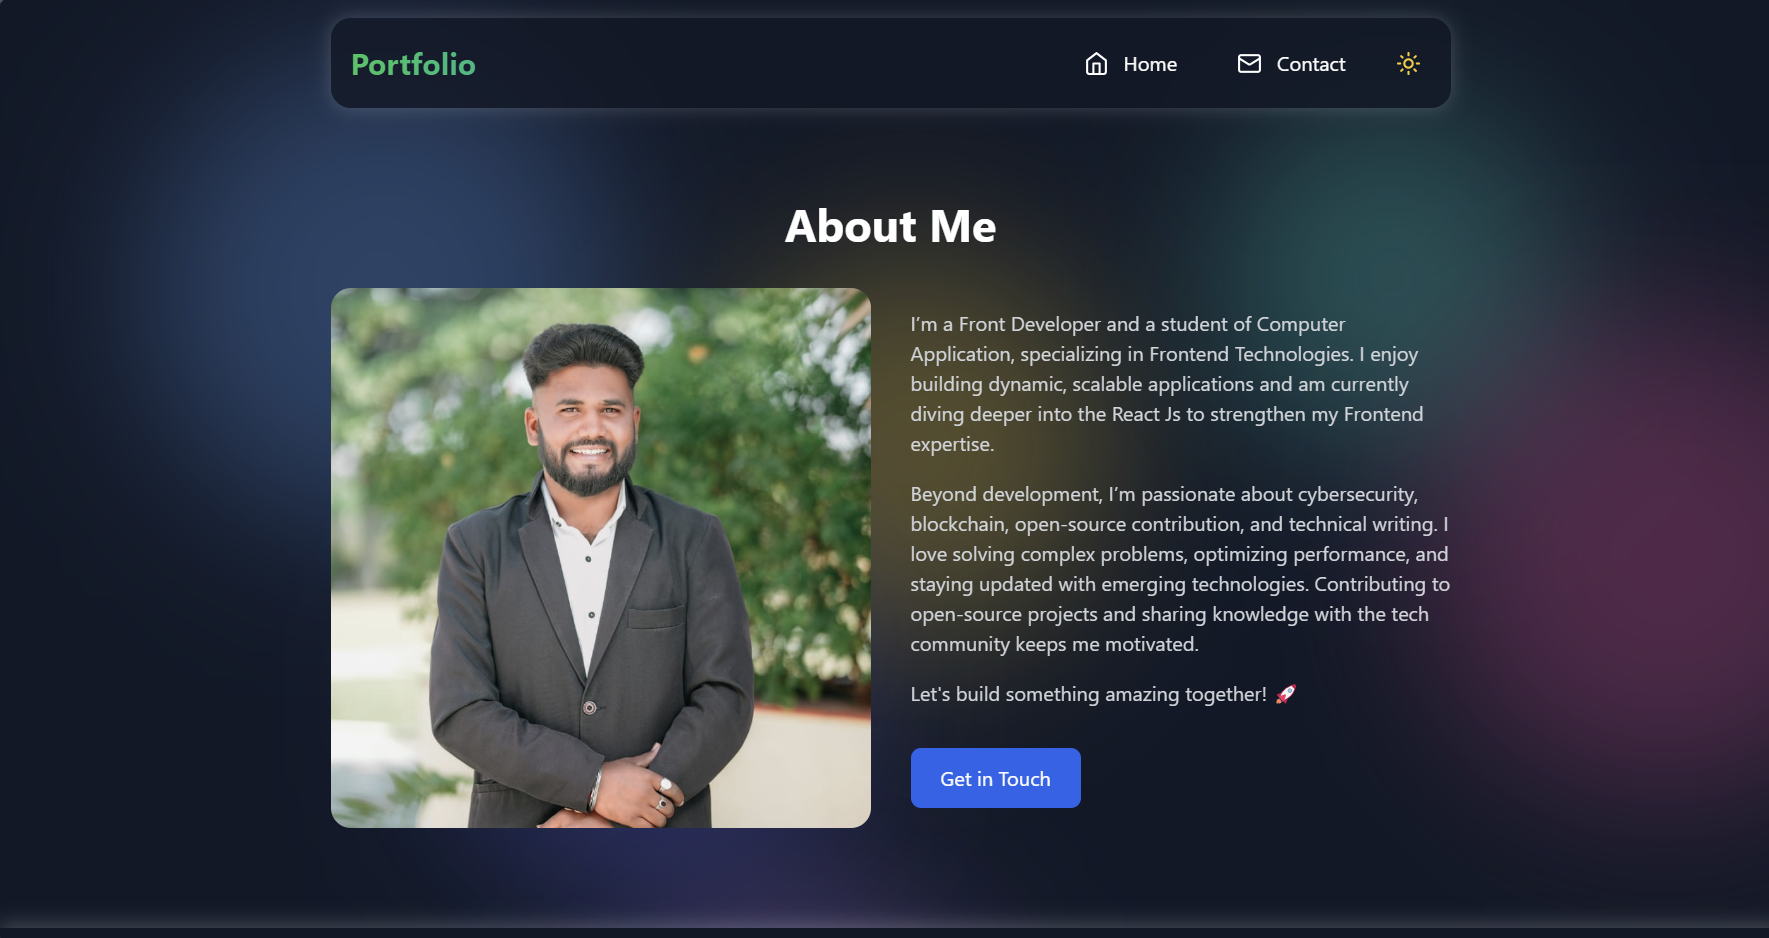 Portfolio
Home
Contact
About Me
I’m a Front Developer and a student of Computer
Application, specializing in Frontend Technologies. I enjoy
building dynamic, scalable applications and am currently
diving deeper into the React Js to strengthen my Frontend
expertise.
Beyond development, I’m passionate about cybersecurity,
blockchain, open-source contribution, and technical writing. I
love solving complex problems, optimizing performance, and
staying updated with emerging technologies. Contributing to
open-source projects and sharing knowledge with the tech
community keeps me motivated.
Let's build something amazing together! 🚀
Get in Touch